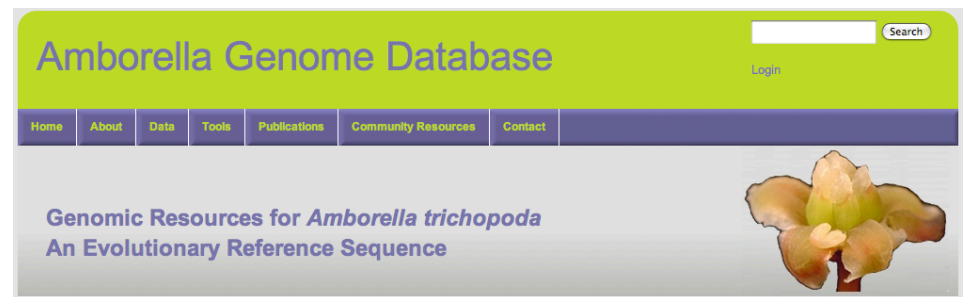 Amborella Genome Database
Search
Login
Home About Data Tools Publications Community Resources Contact
Genomic Resources for Amborella trichopoda
An Evolutionary Reference Sequence